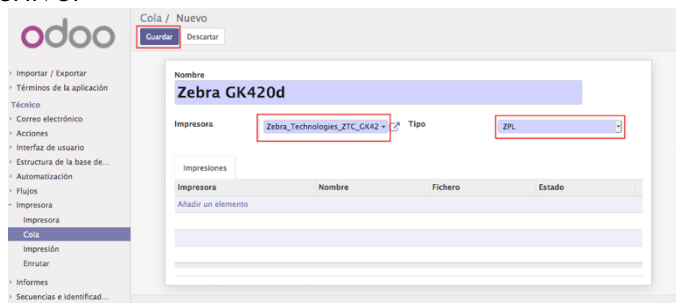 Cola / Nuevo
odoo
Guardar Descartar
Importar / Exportar
Términos de la aplicación
Técnico
Correo electrónico
Acciones
Interfaz de usuario
Estructura de la base de...
Automatización
Flujos
Impresora
Impresora
Cola
Impresión
Enrutar
Informes
Secuencias e identificad...
Nombre
Zebra GK420d
Impresora Zebra_Technologies_ZTC_GK42 Tipo ZPL
Impresiones
Impresora Nombre Fichero Estado
Añadir un elemento